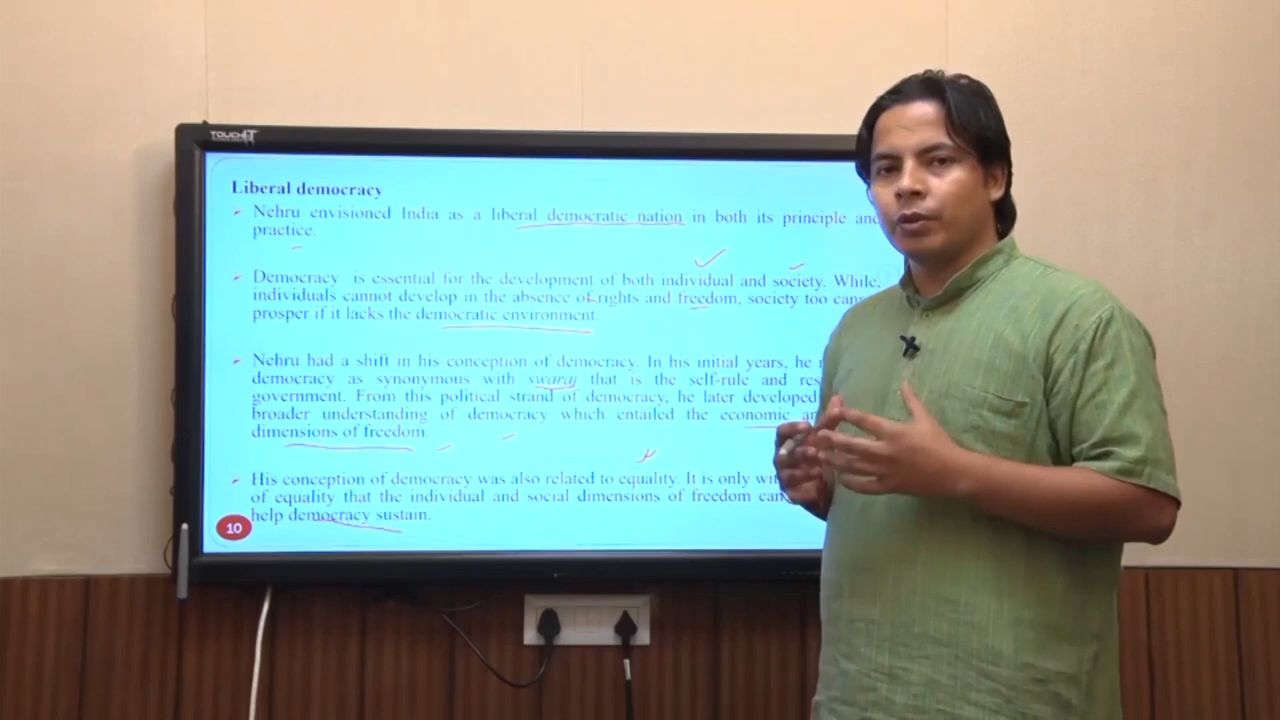 TOUCHIT
Liberal democracy
Nehru envisioned India as a liberal democratic nation in both its principle and
practice.
Democracy is essential for the development of both individual and society. While,
individuals cannot develop in the absence of rights and freedom, society too
prosper if it lacks the democratic environment.
Nehru had a shift in his conception of democracy. In his initial years, he
democracy as synonymous with swaraj that is the self-rule and
government. From this political strand of democracy, he later developed
broader understanding of democracy which entailed the economic
dimensions of freedom.
His conception of democracy was also related to equality. It is only
of equality that the individual and social dimensions of freedom can
help democracy sustain.
10